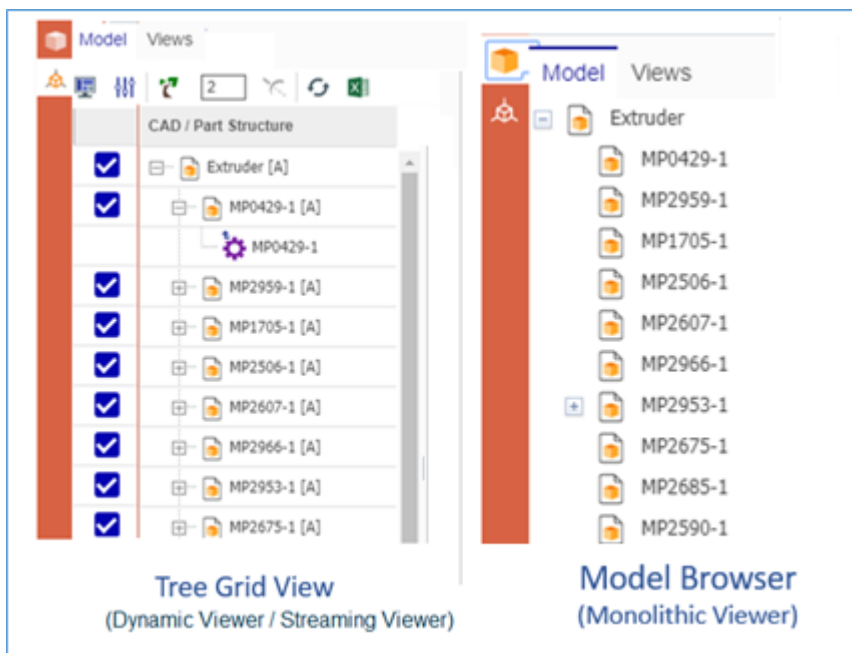 Model Views
2
CAD / Part Structure
Extruder [A]
MP0429-1 [A]
MP0429-1
MP2959-1 [A]
MP1705-1 [A]
MP2506-1 [A]
MP2607-1 [A]
MP2966-1 [A]
MP2953-1 [A]
MP2675-1 [A]
Tree Grid View
(Dynamic Viewer / Streaming Viewer)
Model Views
Extruder
MP0429-1
MP2959-1
MP1705-1
MP2506-1
MP2607-1
MP2966-1
MP2953-1
MP2675-1
MP2685-1
MP2590-1
Model Browser
(Monolithic Viewer)